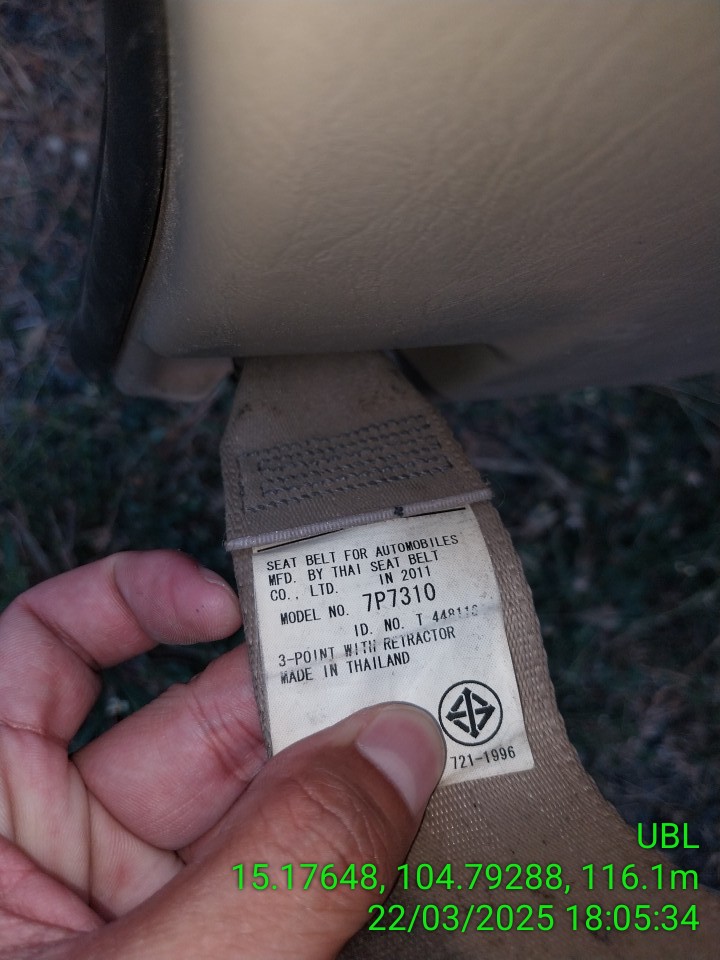 SEAT BELT FOR AUTOMOBILES
MFD. BY THAI SEAT BELT
CO., LTD. IN 2011
MODEL NO. 7P7310
ID. NO. T
3-POINT WITH RETRACTOR
MADE IN THAILAND
721-1996
UBL
15.17648, 104.79288, 116.1m
22/03/2025 18:05:34